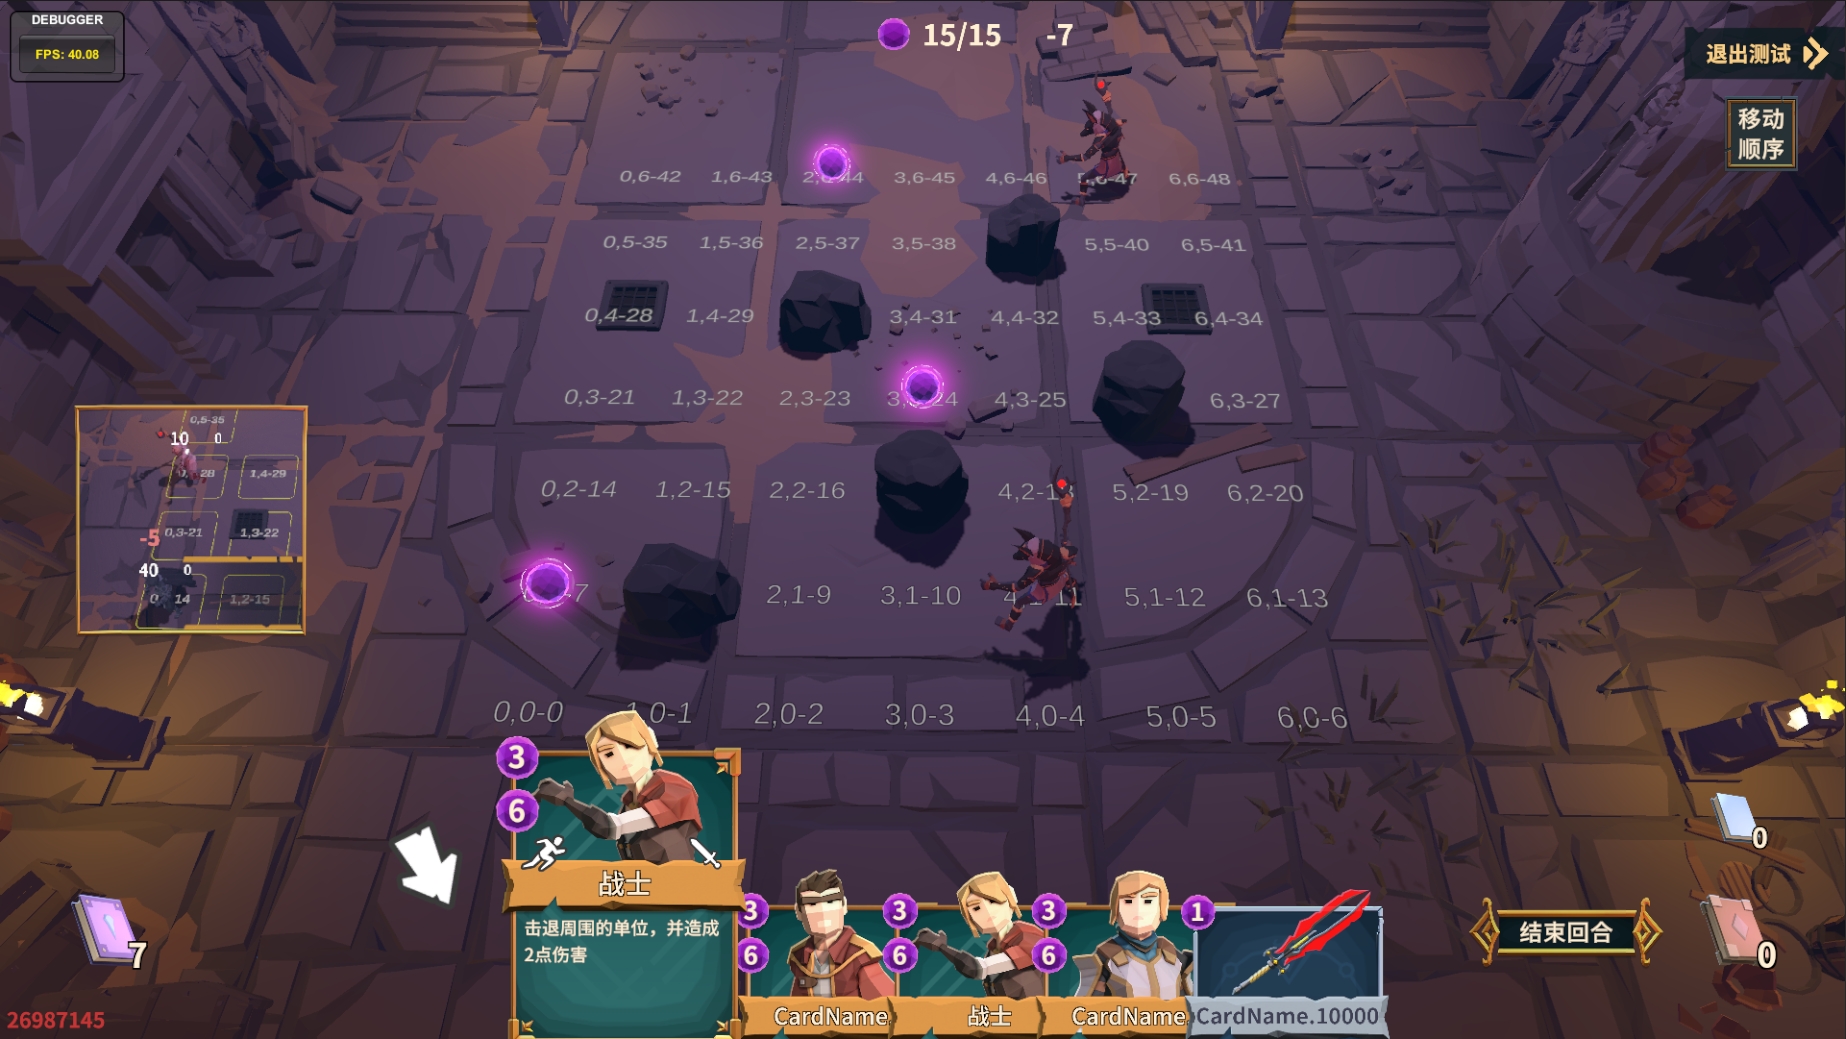 DEBUGGER
FPS: 40.08
15/15 -7
退出测试
移动
顺序
0,6-42 1,6-43 3,6-45 4,6-46 6,6-48
0,5-35 1,5-36 2,5-37 3,5-38 5,5-40 6,5-41
0,4-28 1,4-29 3,4-31 4,4-32 5,4-33 6,4-34
0,3-21 1,3-22 2,3-23 4,3-25 6,3-27
0,2-14 1,2-15 2,2-16 5,2-19 6,2-20
2,1-9 3,1-10 5,1-12 6,1-13
0,0-0 1,0-1 2,0-2 3,0-3 4,0-4 5,0-5 6,0-6
0,5-35
10 0
28 1,4-29
-5 0,3-21 1,3-22
40 0
14 1,2-15
3
6
战士
击退周围的单位，并造成
2点伤害
3
6
CardName.
3
6
战士
3
6
CardName.
1
CardName.10000
结束回合
0
0
7
26987145